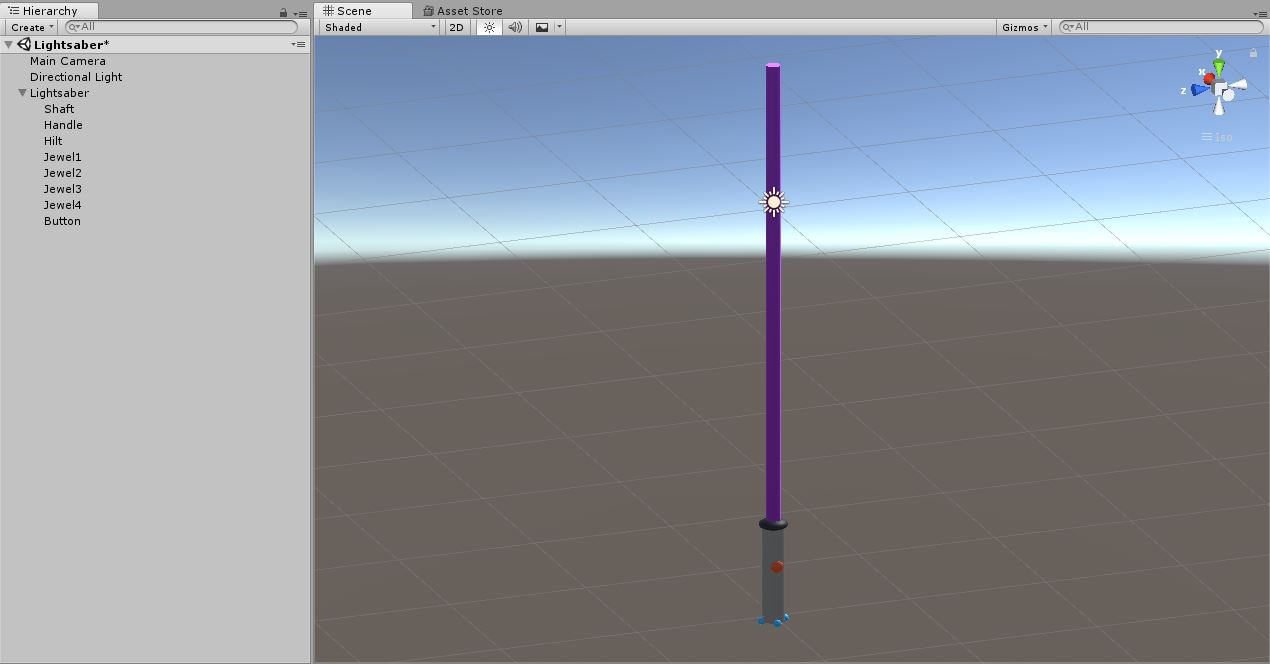 Hierarchy
Create All
Lightsaber*
Main Camera
Directional Light
Lightsaber
Shaft
Handle
Hilt
Jewel1
Jewel2
Jewel3
Jewel4
Button
Scene Asset Store
Shaded 2D Gizmos All
y
x
z
Iso